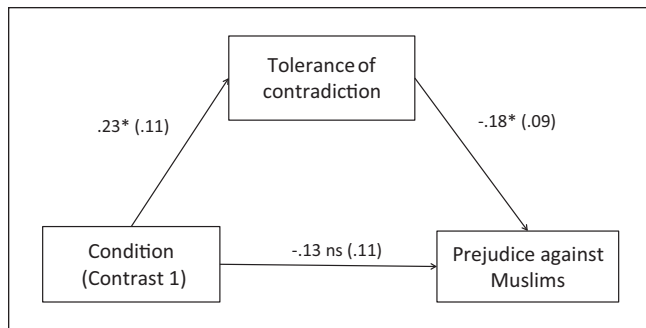 Tolerance of
contradiction
.23* (.11)
-.18* (.09)
Condition
(Contrast 1)
-.13 ns (.11)
Prejudice against
Muslims